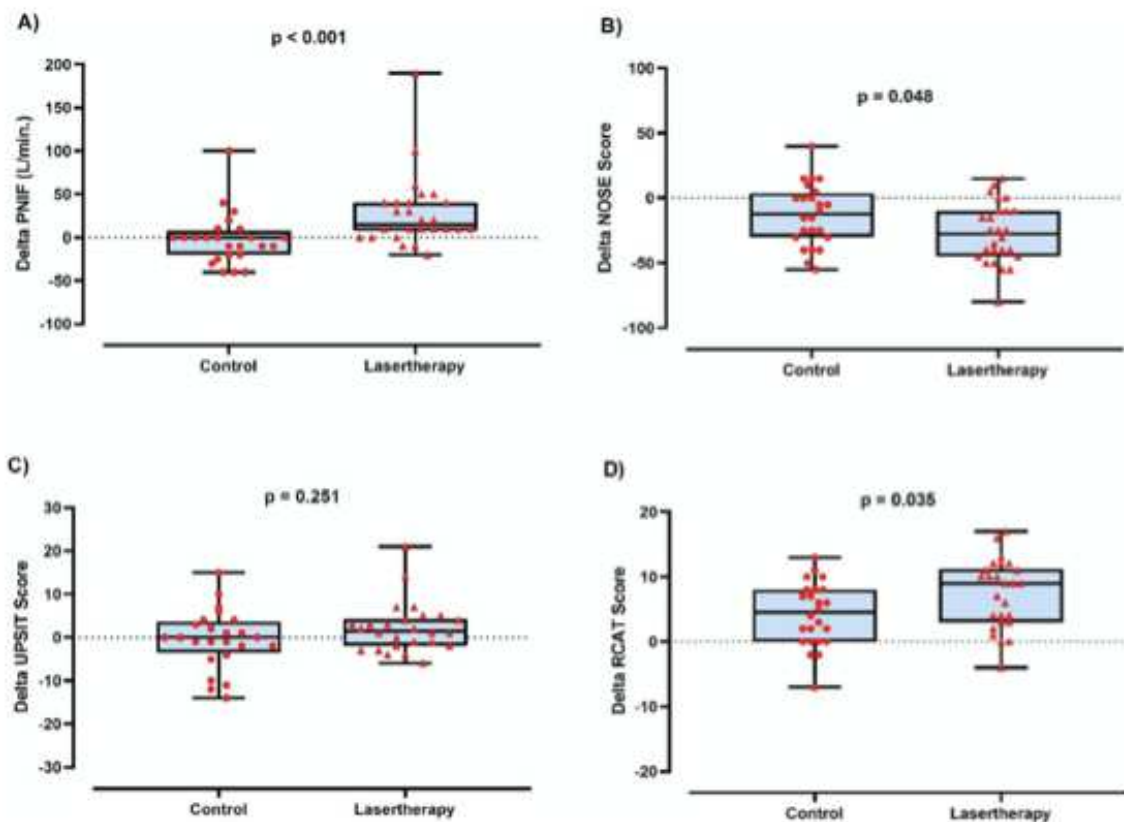 A)
p < 0.001
Delta PNIF (L/min.)
200
150
100
50
0
-50
-100
Control
Lasertherapy
B)
p = 0.048
Delta NOSE Score
100
50
0
-50
-100
Control
Lasertherapy
C)
p = 0.251
Delta UPSIT Score
30
20
10
0
-10
-20
-30
Control
Lasertherapy
D)
p = 0.035
Delta RCAT Score
20
10
0
-10
-20
Control
Lasertherapy